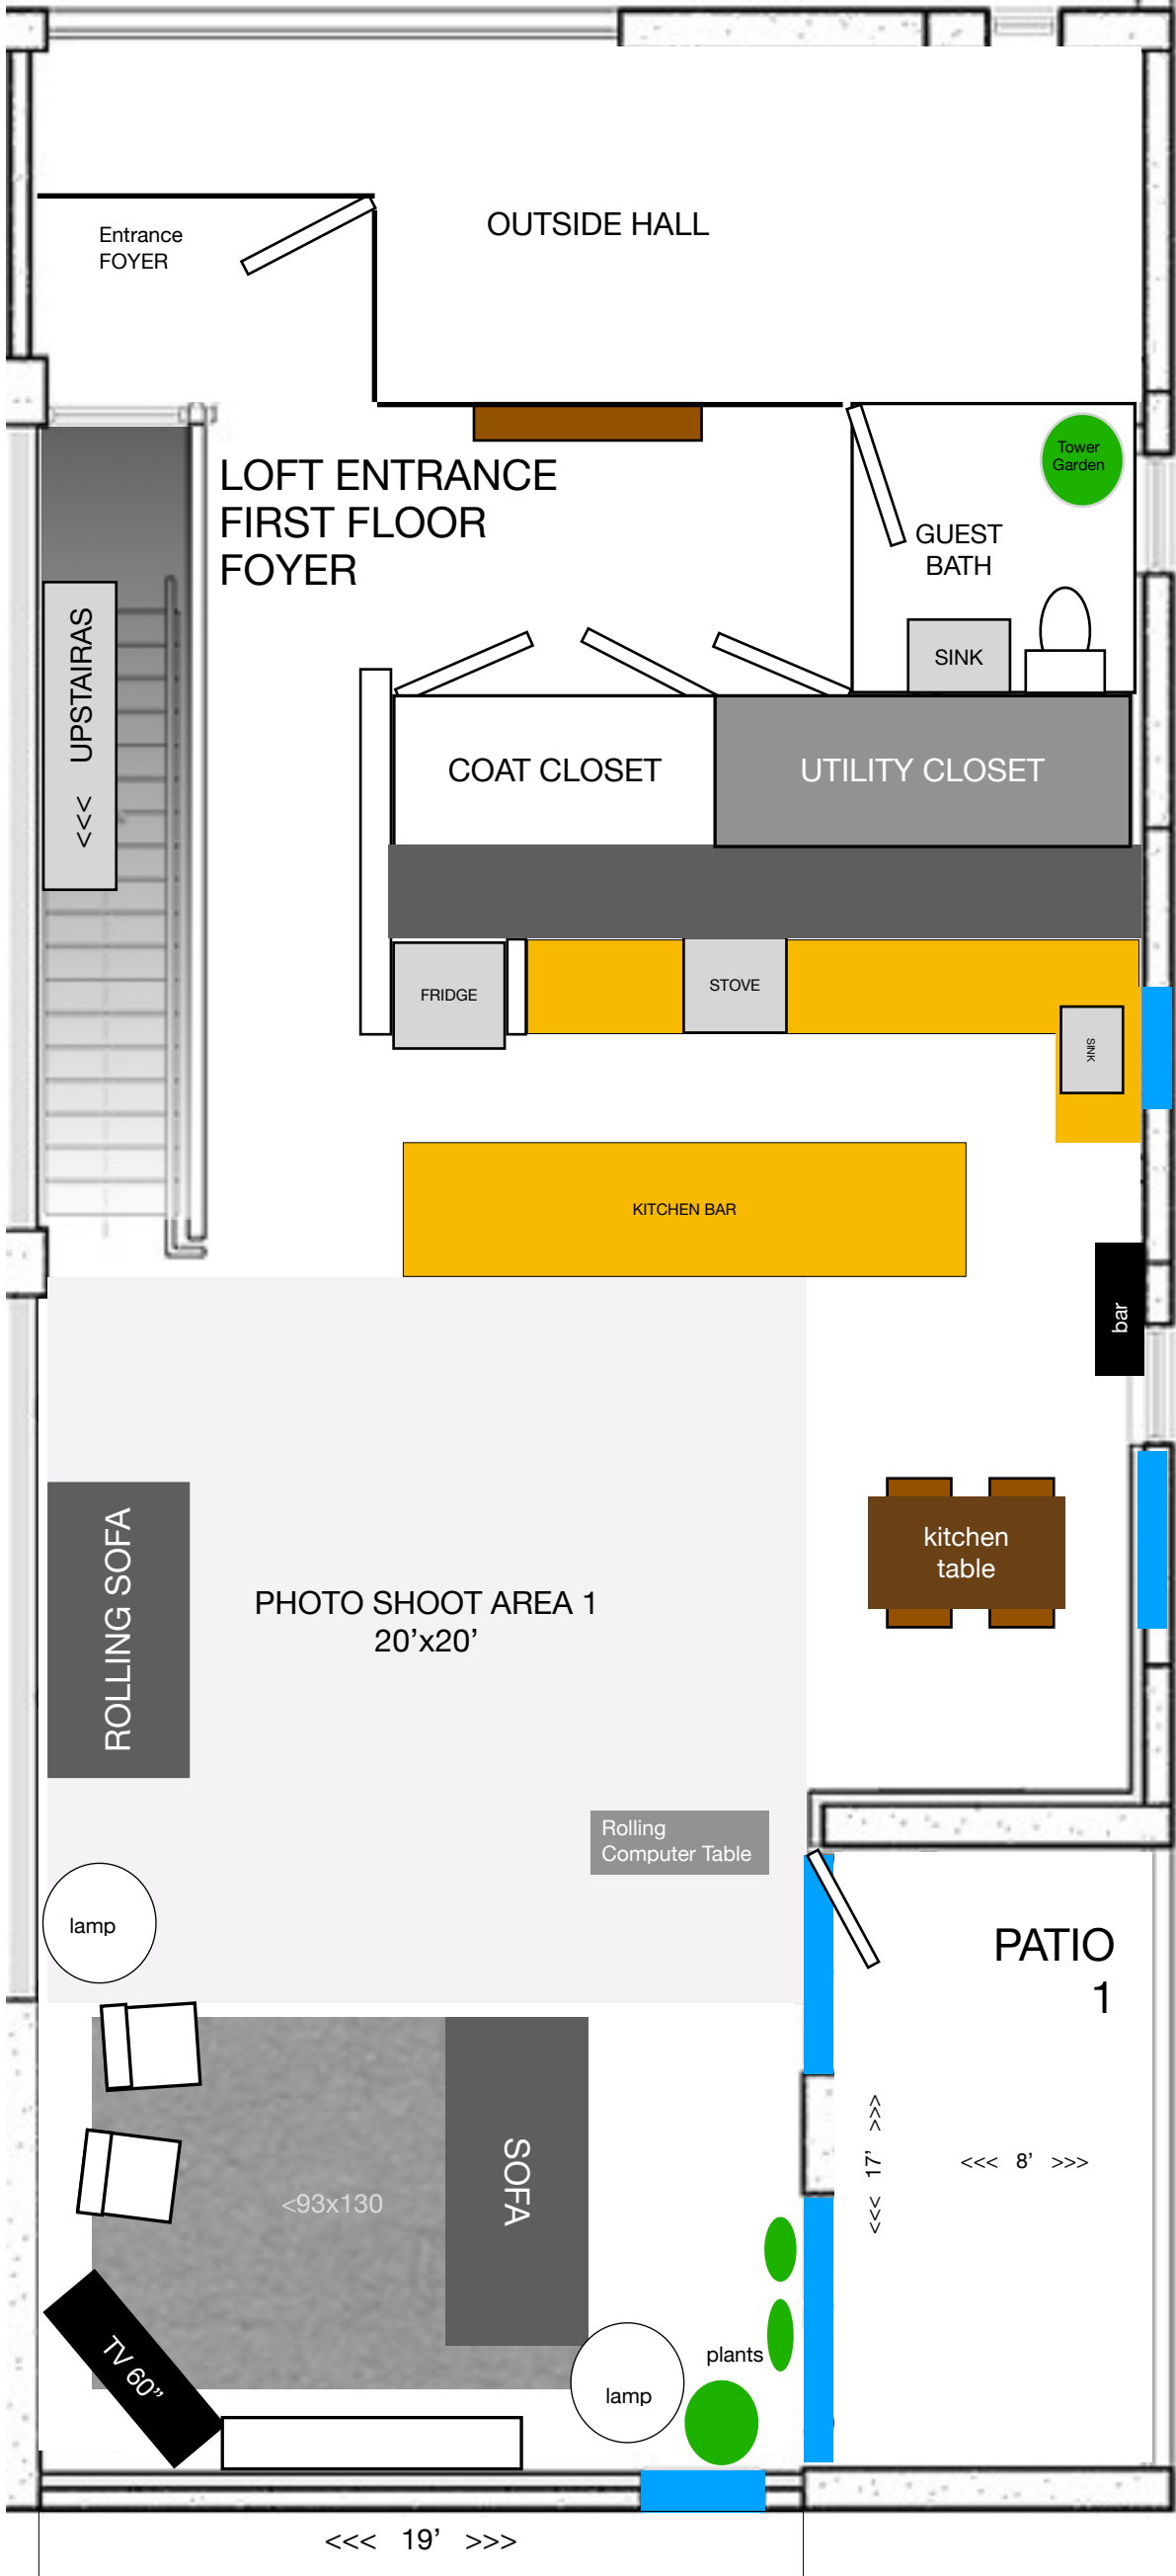 OUTSIDE HALL
Entrance
FOYER
Tower
Garden
LOFT ENTRANCE
FIRST FLOOR
FOYER
GUEST
BATH
SINK
<<< UPSTAIRAS
COAT CLOSET
UTILITY CLOSET
FRIDGE
STOVE
SINK
KITCHEN BAR
bar
kitchen
table
ROLLING SOFA
PHOTO SHOOT AREA 1
20’x20’
Rolling
Computer Table
lamp
PATIO
1
<<< 17’ >>>
<<< 8’ >>>
SOFA
<93x130
TV 60”
plants
lamp
<<< 19’ >>>